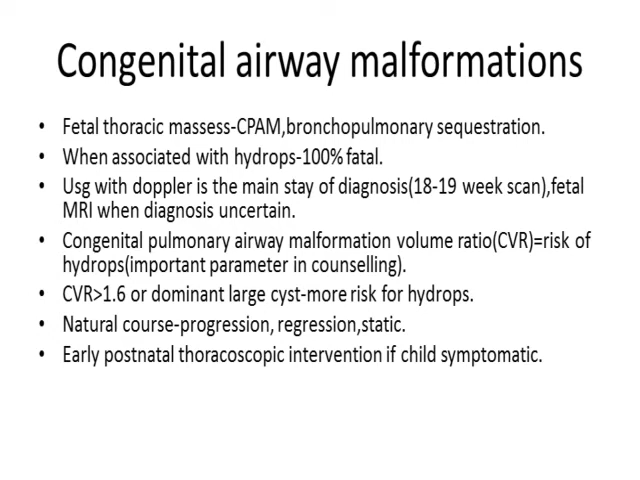 Congenital airway malformations
• Fetal thoracic massess-CPAM,bronchopulmonary sequestration.
• When associated with hydrops-100% fatal.
• Usg with doppler is the main stay of diagnosis(18-19 week scan),fetal
MRI when diagnosis uncertain.
• Congenital pulmonary airway malformation volume ratio(CVR)=risk of
hydrops(important parameter in counselling).
• CVR>1.6 or dominant large cyst-more risk for hydrops.
• Natural course-progression, regression,static.
• Early postnatal thoracoscopic intervention if child symptomatic.